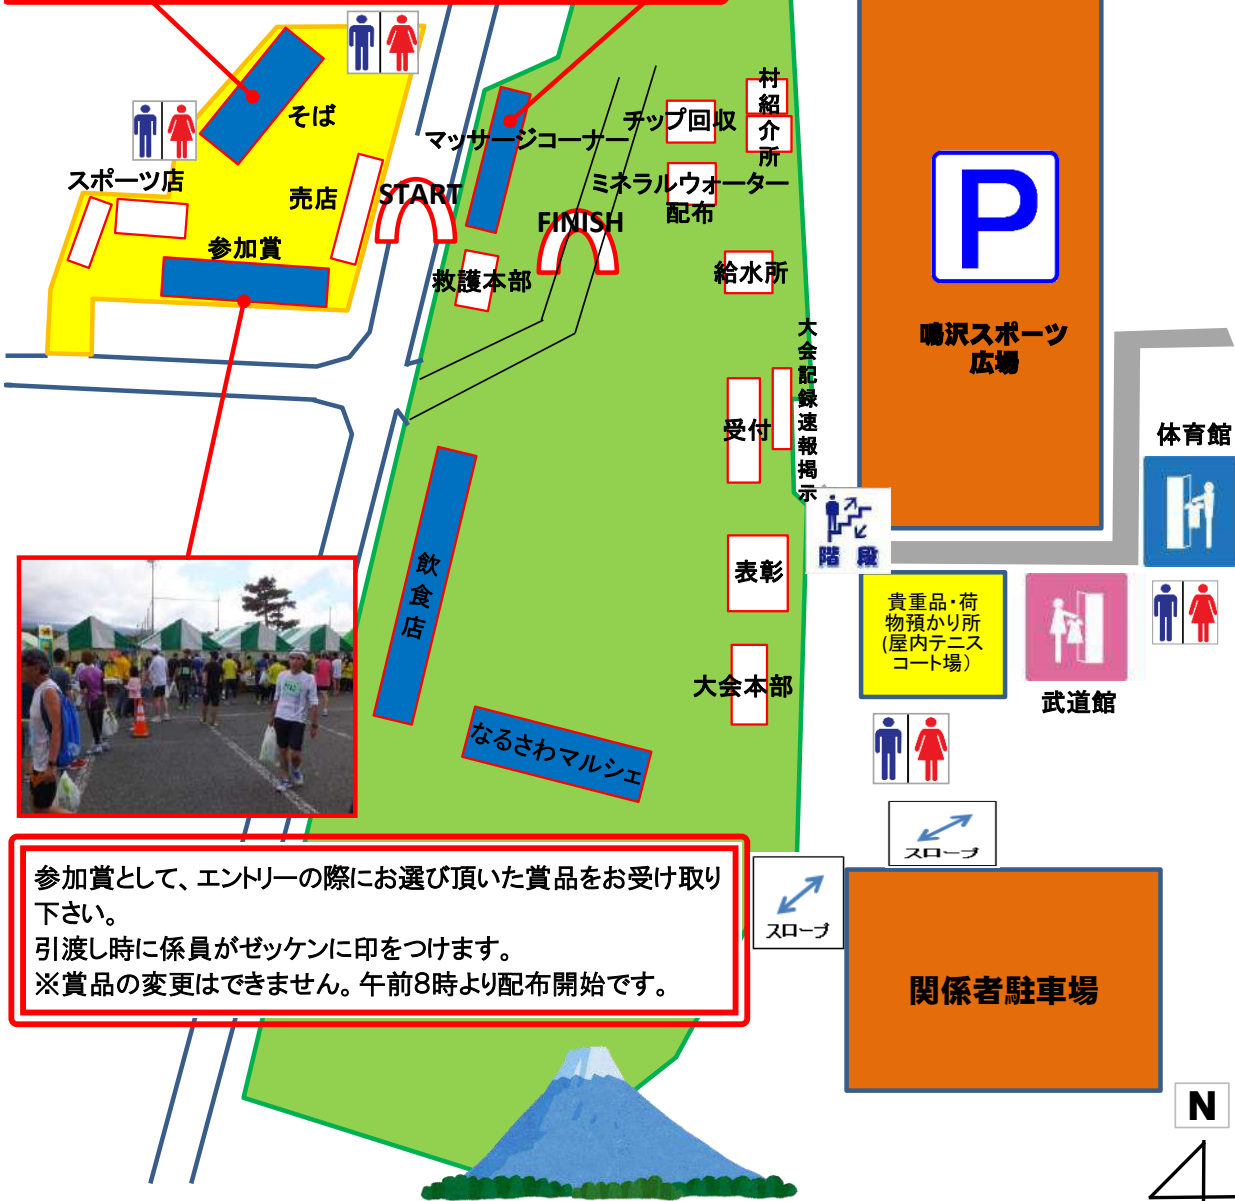 そば
スポーツ店
売店
参加賞
START
マッサージコーナー
FINISH
救護本部
チップ回収
村紹介所
ミネラルウォーター
配布
給水所
大会記録速報掲示
受付
表彰
大会本部
飲食店
なるさわマルシェ
P
鳴沢スポーツ
広場
体育館
階段
貴重品・荷
物預かり所
(屋内テニス
コート場)
武道館
スロープ
スロープ
関係者駐車場
参加賞として、エントリーの際にお選び頂いた賞品をお受け取り
下さい。
引渡し時に係員がゼッケンに印をつけます。
※賞品の変更はできません。午前8時より配布開始です。
N